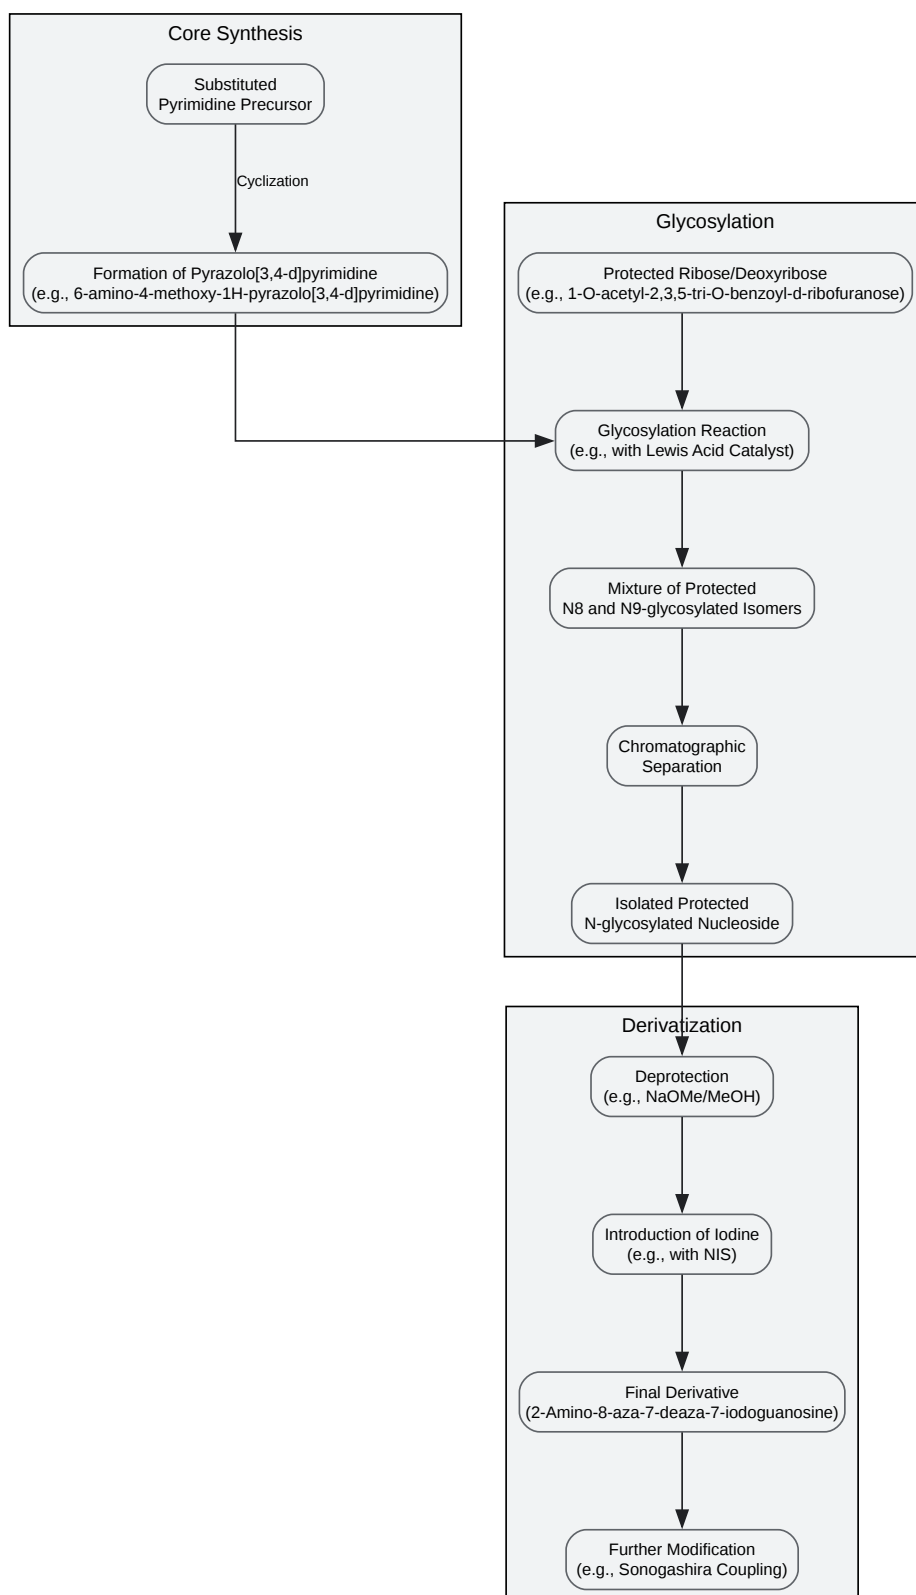 Core Synthesis
Substituted
Pyrimidine Precursor
Cyclization
Formation of Pyrazolo[3,4-d]pyrimidine
(e.g., 6-amino-4-methoxy-1H-pyrazolo[3,4-d]pyrimidine)
Glycosylation
Protected Ribose/Deoxyribose
(e.g., 1-O-acetyl-2,3,5-tri-O-benzoyl-d-ribofuranose)
Glycosylation Reaction
(e.g., with Lewis Acid Catalyst)
Mixture of Protected
N8 and N9-glycosylated Isomers
Chromatographic
Separation
Isolated Protected
N-glycosylated Nucleoside
Derivatization
Deprotection
(e.g., NaOMe/MeOH)
Introduction of Iodine
(e.g., with NIS)
Final Derivative
(2-Amino-8-aza-7-deaza-7-iodoguanosine)
Further Modification
(e.g., Sonogashira Coupling)